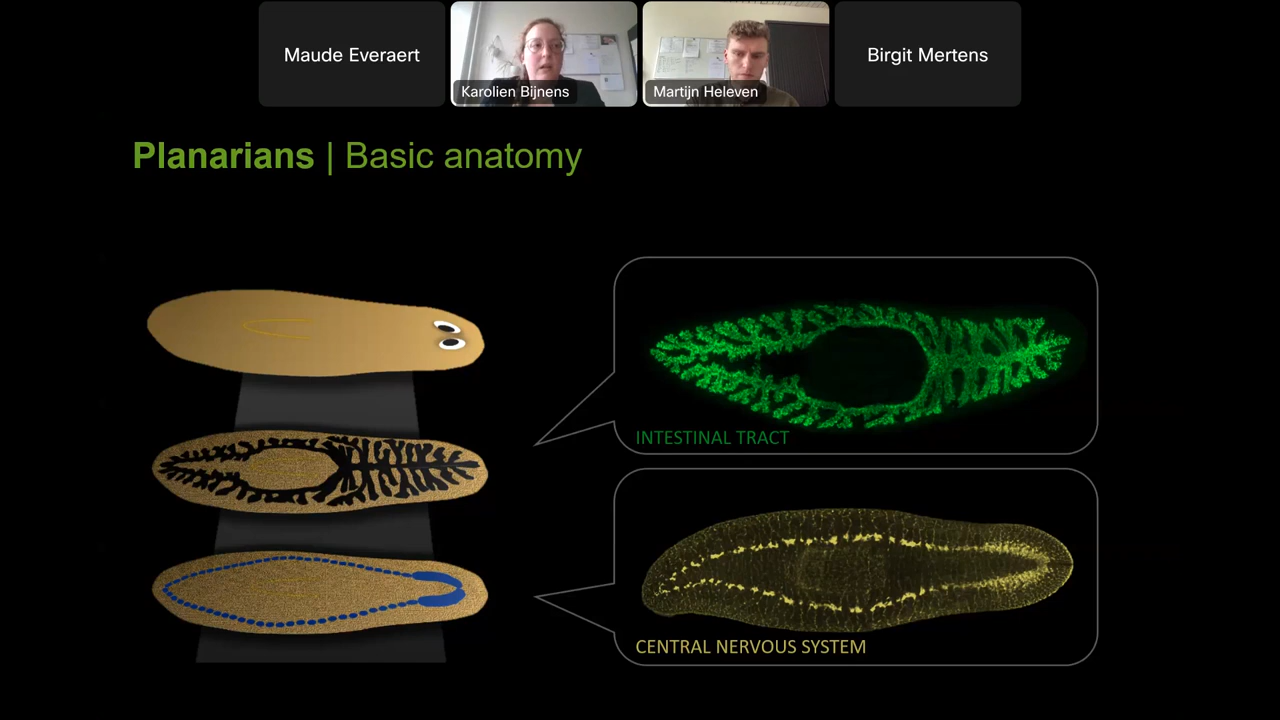 Maude Everaert
Karolien Bijnens
Martijn Heleven
Birgit Mertens
Planarians | Basic anatomy
INTESTINAL TRACT
CENTRAL NERVOUS SYSTEM